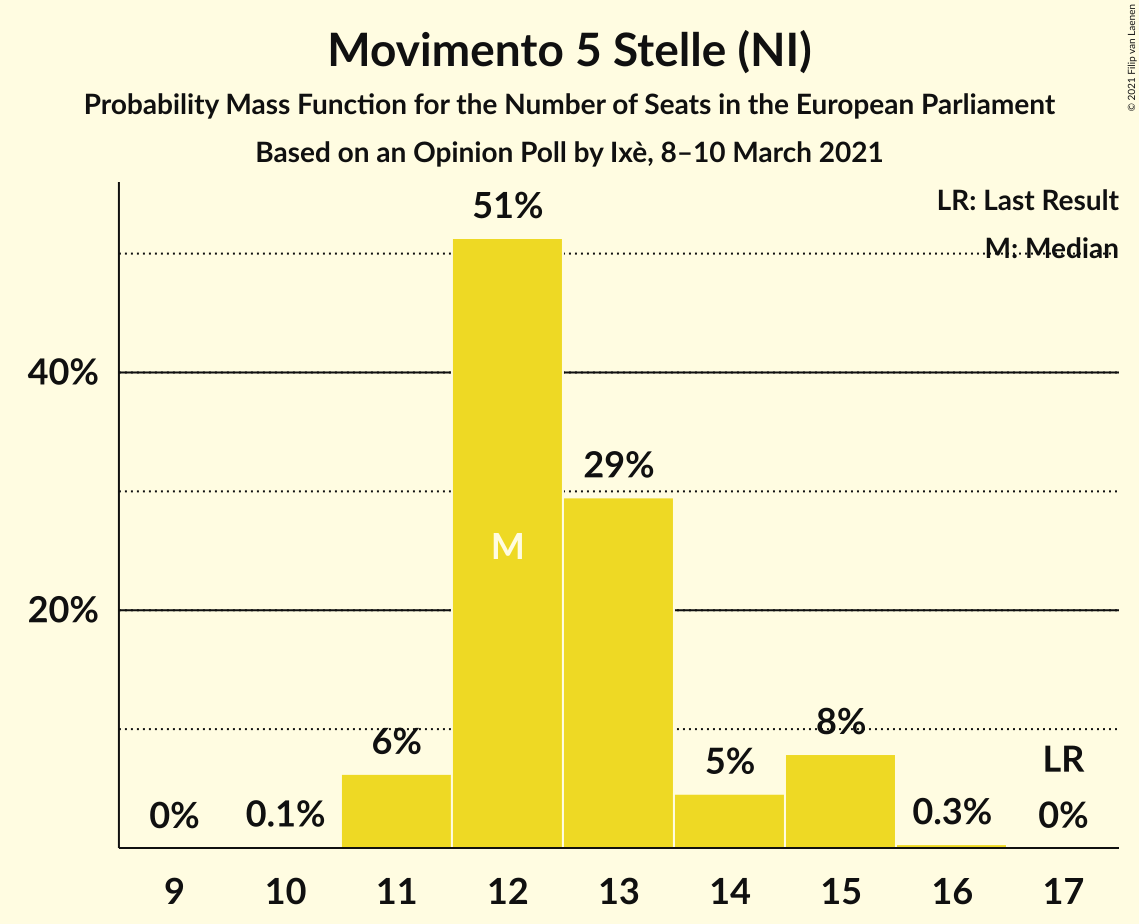 Movimento 5 Stelle (NI)
Probability Mass Function for the Number of Seats in the European Parliament
Based on an Opinion Poll by Ixè, 8–10 March 2021
© 2021 Filip van Laenen
LR: Last Result
M: Median
51%
40%
29%
M
20%
6%
8%
5%
LR
0%
0.1%
0.3%
0%
9 10 11 12 13 14 15 16 17